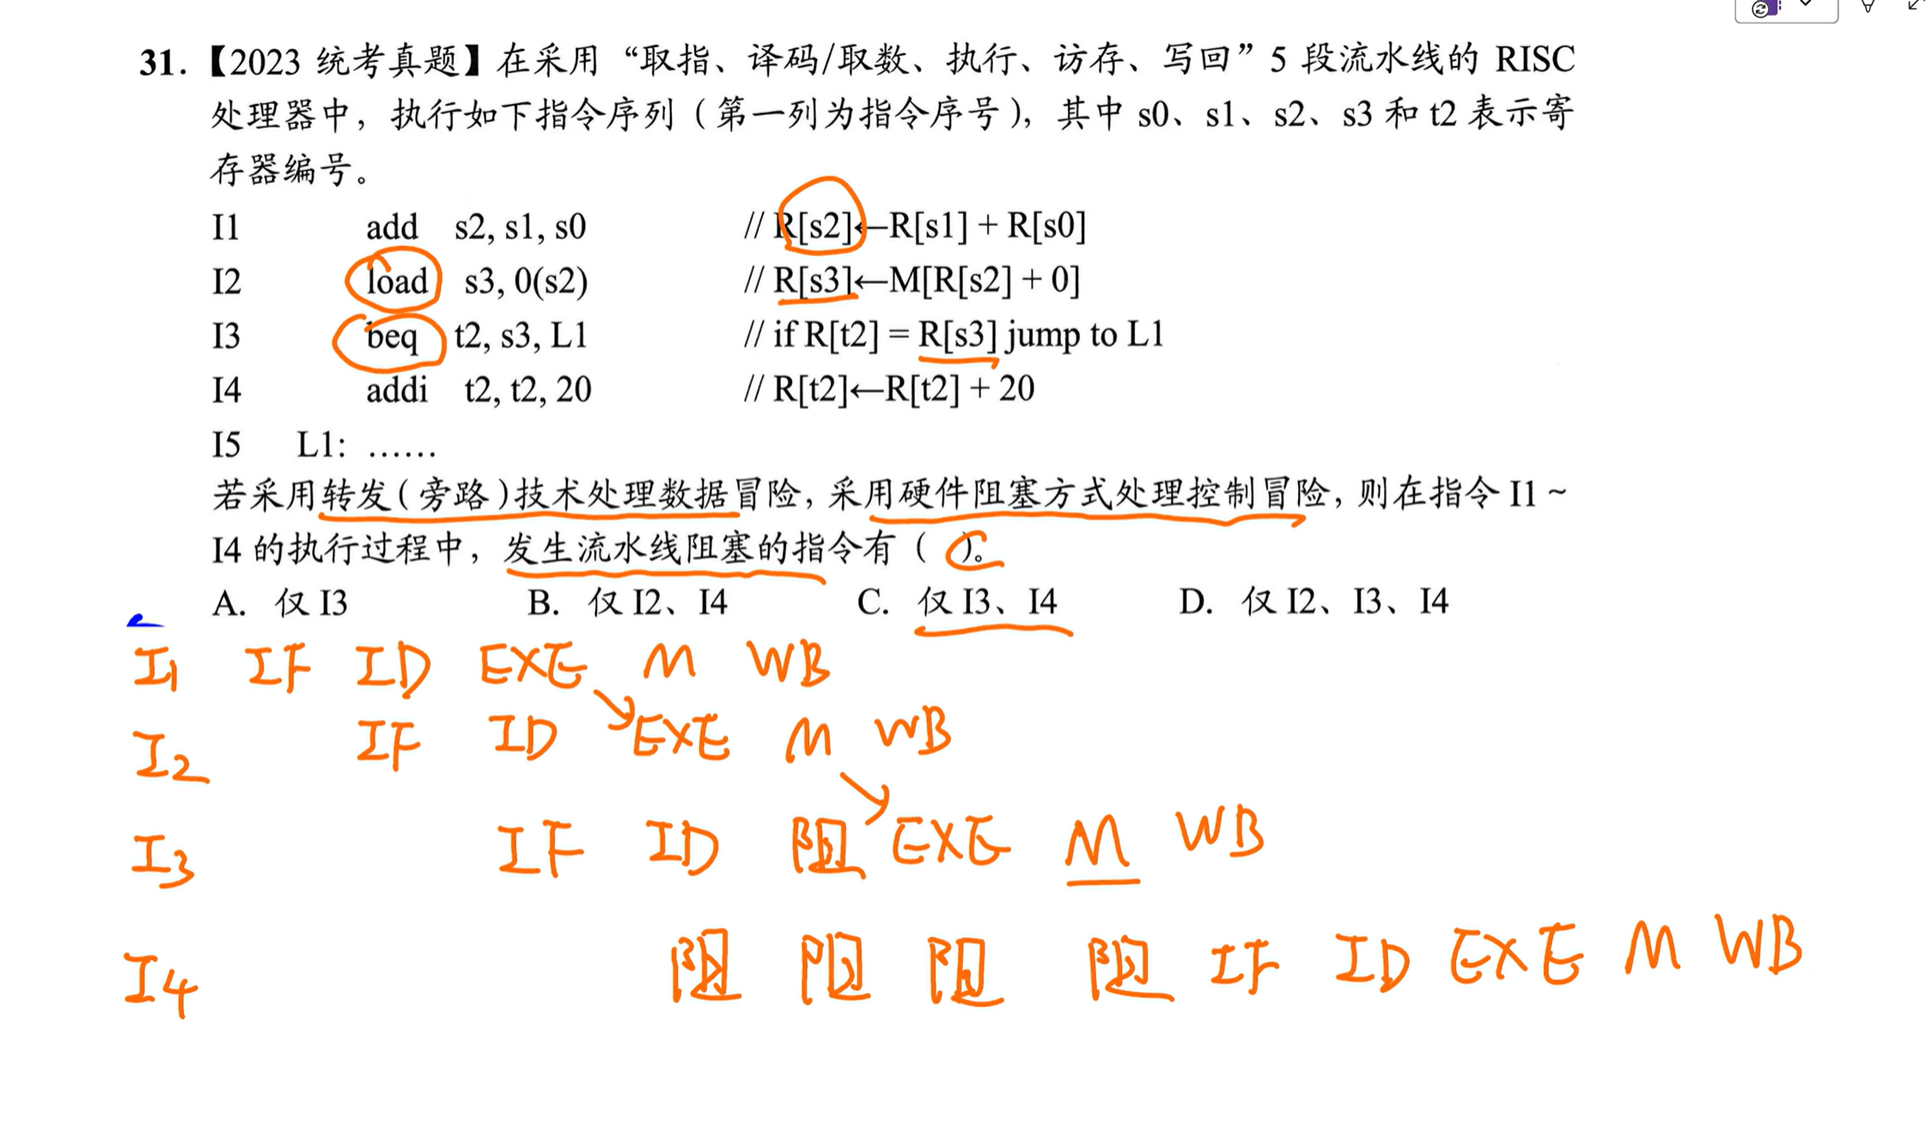 31.【2023 统考真题】在采用“取指、译码/取数、执行、访存、写回”5 段流水线的 RISC
处理器中，执行如下指令序列（第一列为指令序号），其中 s0、s1、s2、s3 和 t2 表示寄
存器编号。
I1 add s2, s1, s0 // R[s2]←R[s1] + R[s0]
I2 load s3, 0(s2) // R[s3]←M[R[s2] + 0]
I3 beq t2, s3, L1 // if R[t2] = R[s3] jump to L1
I4 addi t2, t2, 20 // R[t2]←R[t2] + 20
I5 L1: ……
若采用转发（旁路）技术处理数据冒险，采用硬件阻塞方式处理控制冒险，则在指令 I1～
I4 的执行过程中，发生流水线阻塞的指令有（ C ）。
A. 仅 I3 B. 仅 I2、I4 C. 仅 I3、I4 D. 仅 I2、I3、I4
I1 IF ID EXE M WB
I2 IF ID EXE M WB
I3 IF ID 阻 EXE M WB
I4 阻 阻 阻 阻 IF ID EXE M WB